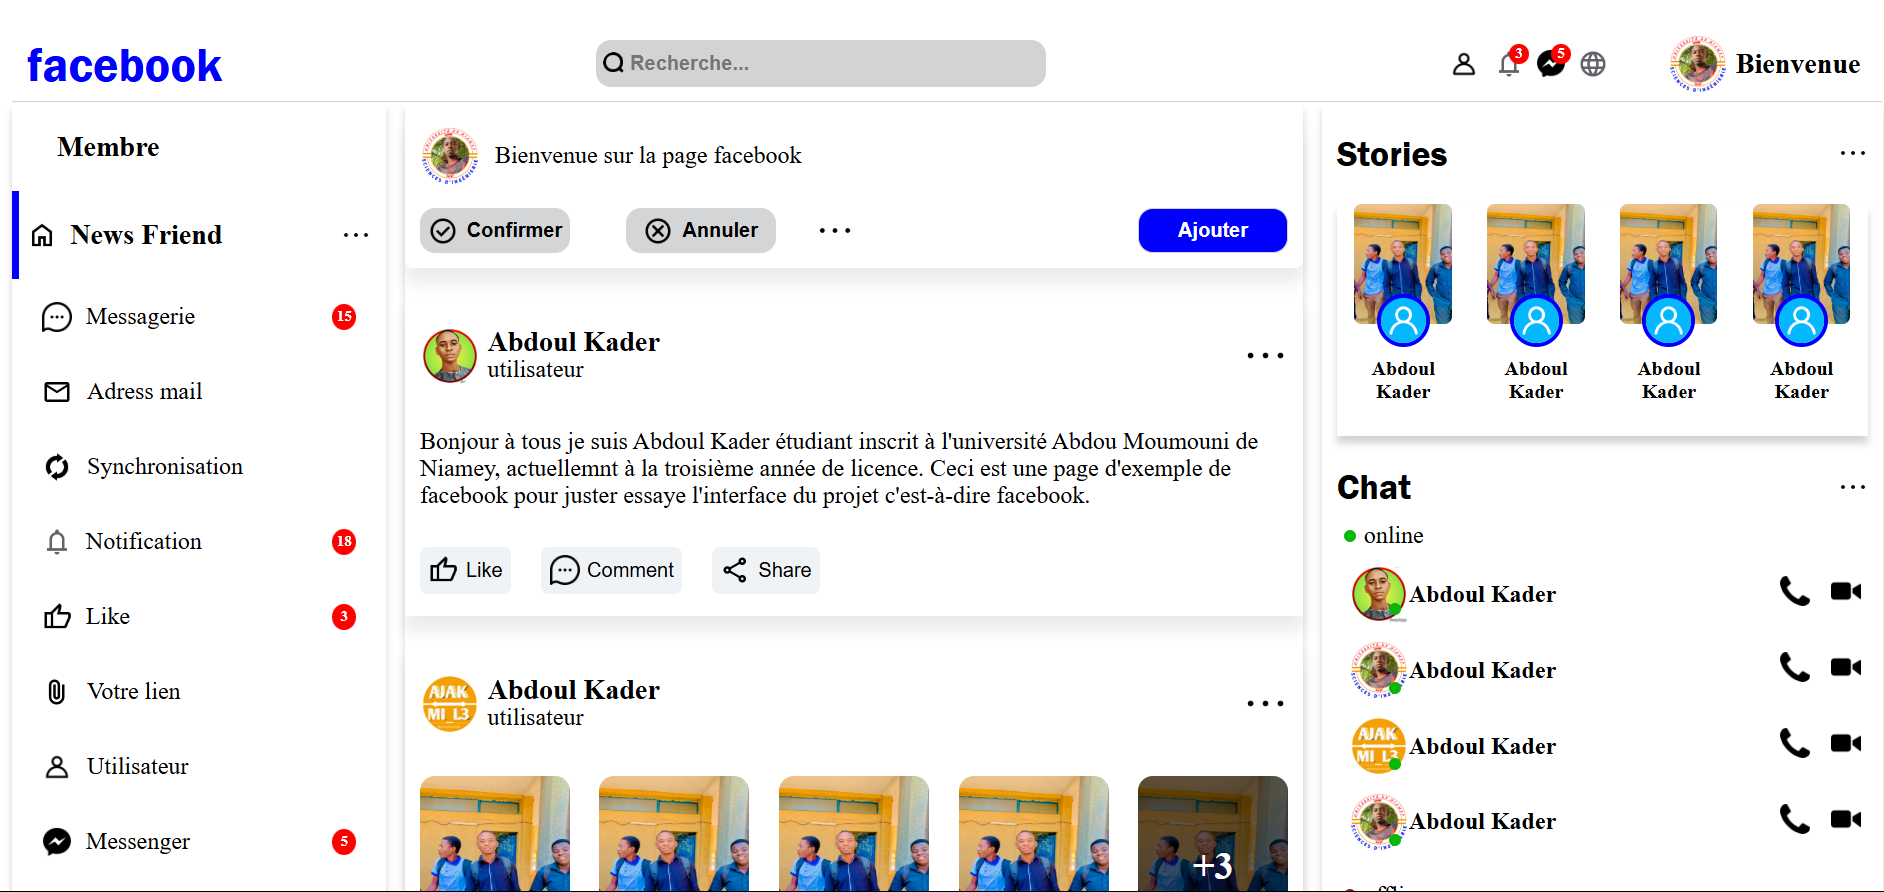 facebook
Recherche...
3
5
Bienvenue
Membre
News Friend
Messagerie
15
Adress mail
Synchronisation
Notification
18
Like
3
Votre lien
Utilisateur
Messenger
5
Bienvenue sur la page facebook
Confirmer
Annuler
Ajouter
Abdoul Kader
utilisateur
Bonjour à tous je suis Abdoul Kader étudiant inscrit à l'université Abdou Moumouni de
Niamey, actuellemnt à la troisième année de licence. Ceci est une page d'exemple de
facebook pour juster essaye l'interface du projet c'est-à-dire facebook.
Like
Comment
Share
AJAK
MI_L3
Abdoul Kader
utilisateur
+3
Stories
Abdoul
Kader
Abdoul
Kader
Abdoul
Kader
Abdoul
Kader
Chat
online
Abdoul Kader
Abdoul Kader
AJAK
MI_L3
Abdoul Kader
Abdoul Kader